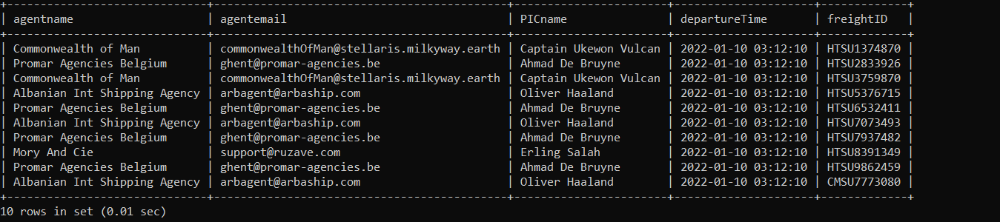 +-------------------------------+--------------------------------------------+-----------------------+---------------------+-------------+
| agentname                     | agentemail                                 | PICname               | departureTime       | freightID   |
+-------------------------------+--------------------------------------------+-----------------------+---------------------+-------------+
| Commonwealth of Man           | commonwealthOfMan@stellaris.milkyway.earth | Captain Ukewon Vulcan | 2022-01-10 03:12:10 | HTSU1374870 |
| Promar Agencies Belgium       | ghent@promar-agencies.be                   | Ahmad De Bruyne       | 2022-01-10 03:12:10 | HTSU2833926 |
| Commonwealth of Man           | commonwealthOfMan@stellaris.milkyway.earth | Captain Ukewon Vulcan | 2022-01-10 03:12:10 | HTSU3759870 |
| Albanian Int Shipping Agency  | arbagent@arbaship.com                      | Oliver Haaland        | 2022-01-10 03:12:10 | HTSU5376715 |
| Promar Agencies Belgium       | ghent@promar-agencies.be                   | Ahmad De Bruyne       | 2022-01-10 03:12:10 | HTSU6532411 |
| Albanian Int Shipping Agency  | arbagent@arbaship.com                      | Oliver Haaland        | 2022-01-10 03:12:10 | HTSU7073493 |
| Promar Agencies Belgium       | ghent@promar-agencies.be                   | Ahmad De Bruyne       | 2022-01-10 03:12:10 | HTSU7937482 |
| Mory And Cie                  | support@ruzave.com                         | Erling Salah          | 2022-01-10 03:12:10 | HTSU8391349 |
| Promar Agencies Belgium       | ghent@promar-agencies.be                   | Ahmad De Bruyne       | 2022-01-10 03:12:10 | HTSU9862459 |
| Albanian Int Shipping Agency  | arbagent@arbaship.com                      | Oliver Haaland        | 2022-01-10 03:12:10 | CMSU7773080 |
+-------------------------------+--------------------------------------------+-----------------------+---------------------+-------------+
10 rows in set (0.01 sec)